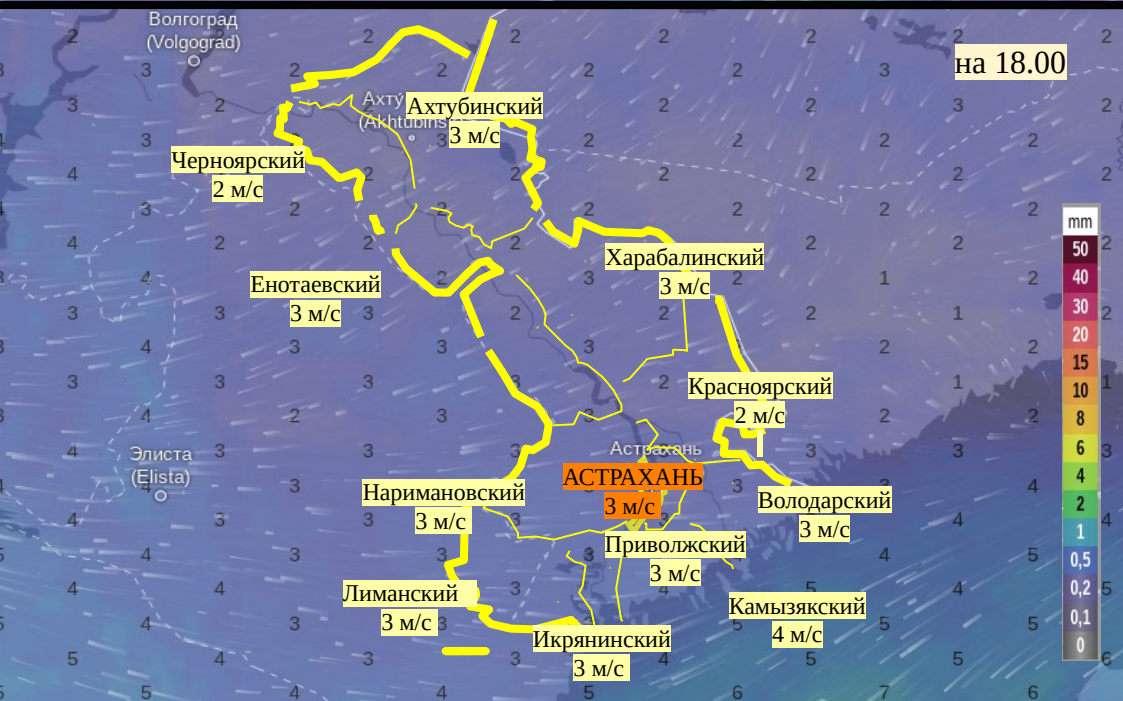 Волгоград
(Volgograd)
на 18.00
Ахту
Ахтубинский
(Akhtubins
3 м/с
Черноярский
2 м/с
mm
50
40
30
20
15
10
8
6
4
2
1
0,5
0,2
0,1
0
Харабалинский
3 м/с
Енотаевский
3 м/с
Красноярский
2 м/с
Элиста
(Elista)
Астрахань
АСТРАХАНЬ
3 м/с
Наримановский
3 м/с
Володарский
3 м/с
Приволжский
3 м/с
Лиманский
3 м/с
Камызякский
4 м/с
Икрянинский
3 м/с